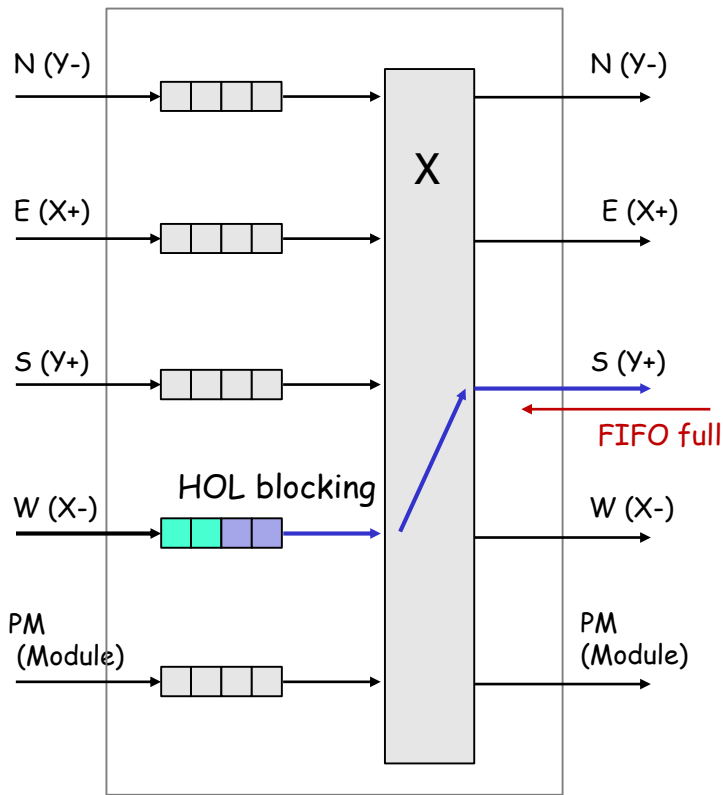 N (Y-)
N (Y-)
X
E (X+)
E (X+)
S (Y+)
S (Y+)
FIFO full
HOL blocking
W (X-)
W (X-)
PM
(Module)
PM
(Module)